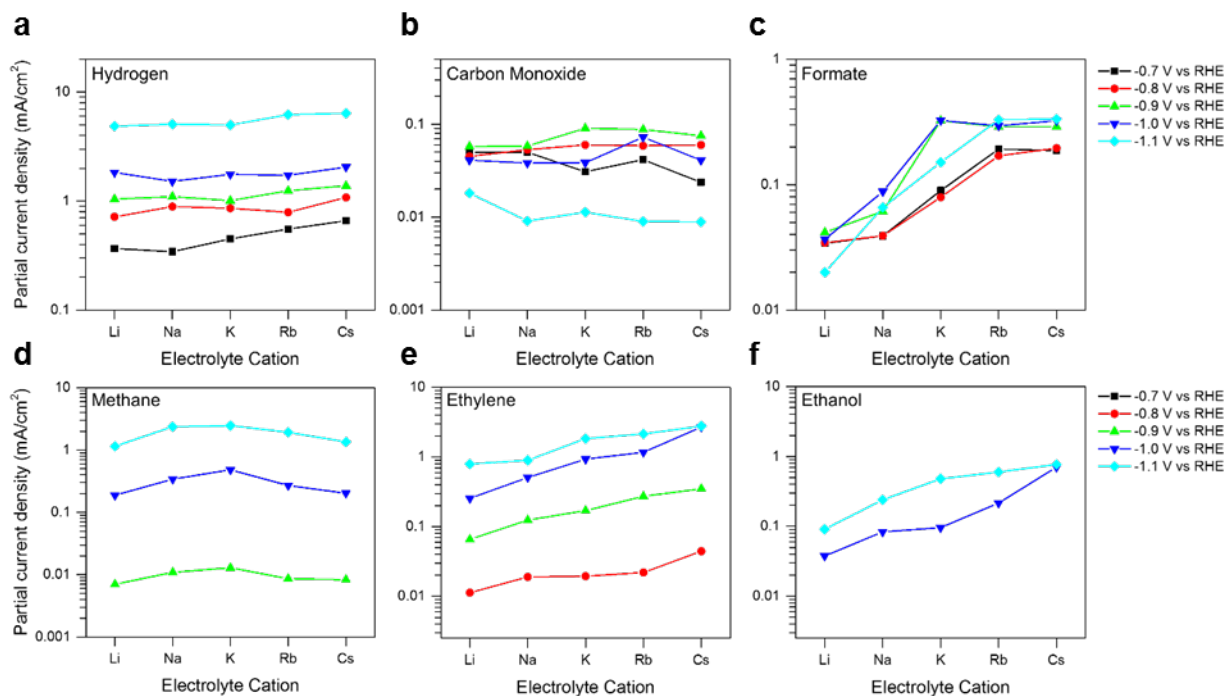 a
b
c
Partial current density (mA/cm²)
Hydrogen
10
1
0.1
Li Na K Rb Cs
Electrolyte Cation
Carbon Monoxide
0.1
0.01
0.001
Li Na K Rb Cs
Electrolyte Cation
Formate
1
0.1
0.01
Li Na K Rb Cs
Electrolyte Cation
-0.7 V vs RHE
-0.8 V vs RHE
-0.9 V vs RHE
-1.0 V vs RHE
-1.1 V vs RHE
d
e
f
Partial current density (mA/cm²)
Methane
10
1
0.1
0.01
0.001
Li Na K Rb Cs
Electrolyte Cation
Ethylene
10
1
0.1
0.01
Li Na K Rb Cs
Electrolyte Cation
Ethanol
10
1
0.1
0.01
Li Na K Rb Cs
Electrolyte Cation
-0.7 V vs RHE
-0.8 V vs RHE
-0.9 V vs RHE
-1.0 V vs RHE
-1.1 V vs RHE